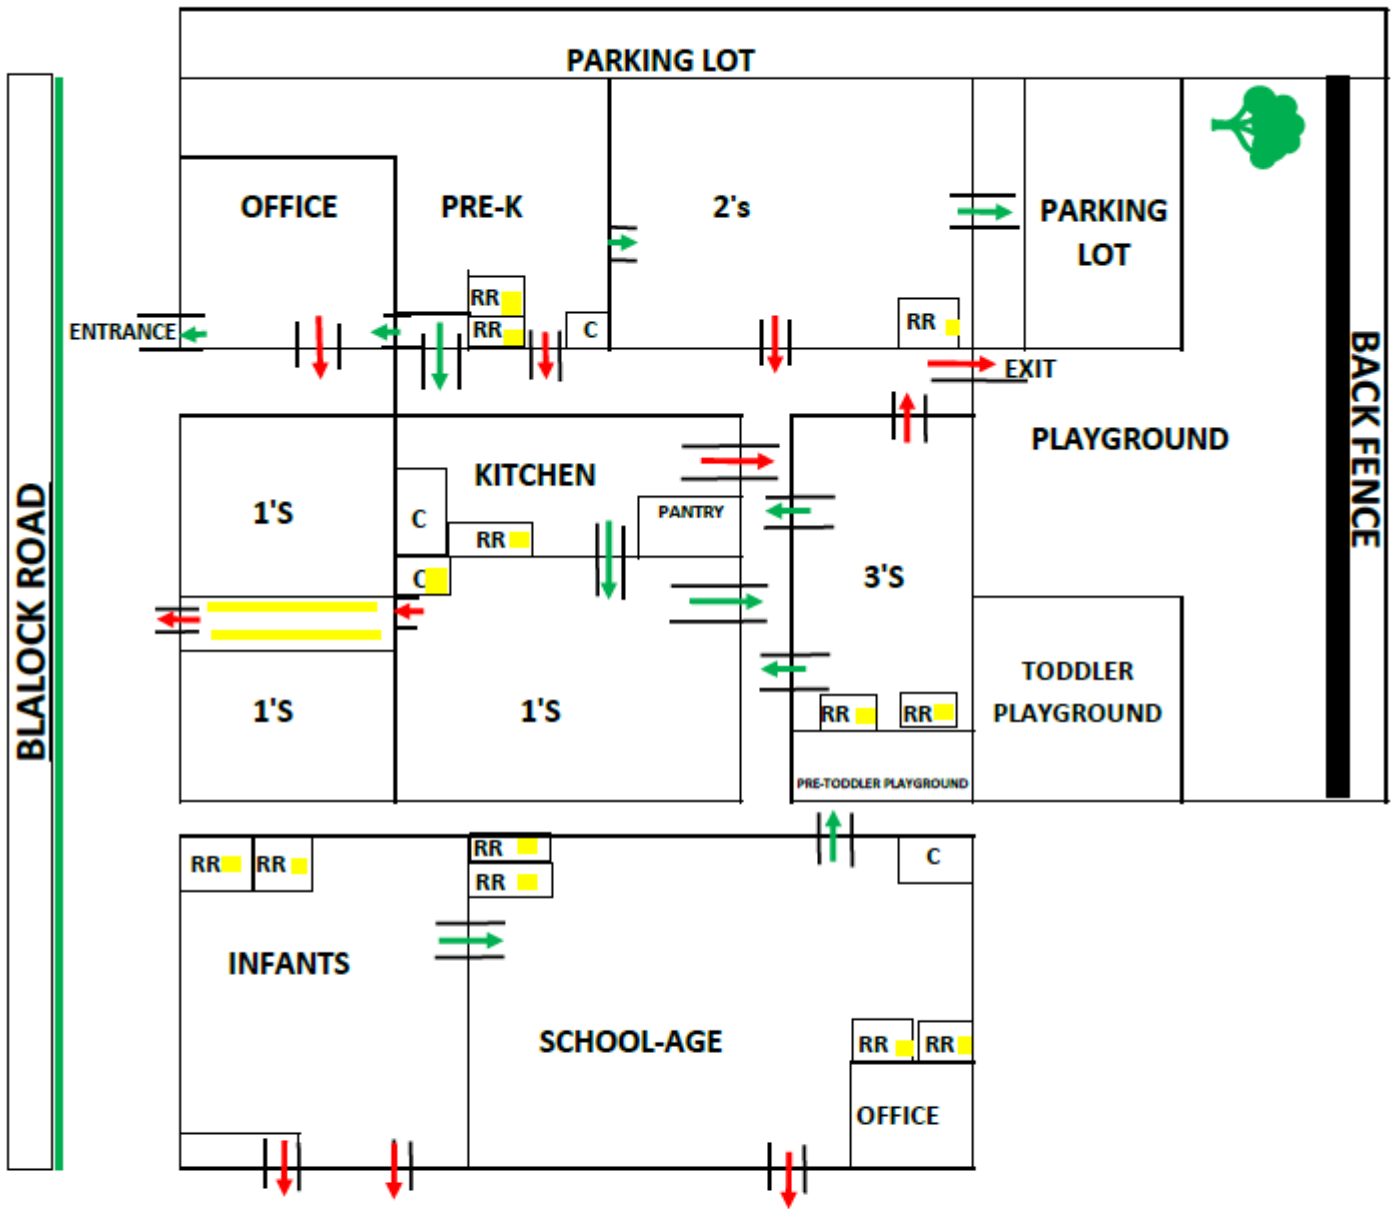 PARKING LOT
OFFICE
PRE-K
2's
PARKING
LOT
RR
RR
C
RR
ENTRANCE
EXIT
PLAYGROUND
BACK FENCE
BLALOCK ROAD
1'S
KITCHEN
C
RR
PANTRY
C
3'S
1'S
1'S
RR
RR
TODDLER
PLAYGROUND
PRE-TODDLER PLAYGROUND
RR
RR
RR
RR
C
INFANTS
SCHOOL-AGE
RR
RR
OFFICE